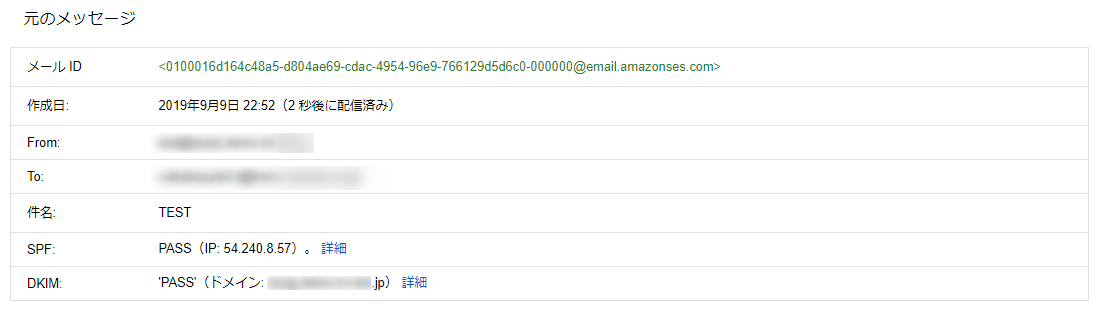 元のメッセージ
メール ID <0100016d164c48a5-d804ae69-cdac-4954-96e9-766129d5d6c0-000000@email.amazonses.com>
作成日: 2019年9月9日 22:52（2 秒後に配信済み）
From:
To:
件名: TEST
SPF: PASS（IP: 54.240.8.57）。 詳細
DKIM: 'PASS'（ドメイン: .jp） 詳細